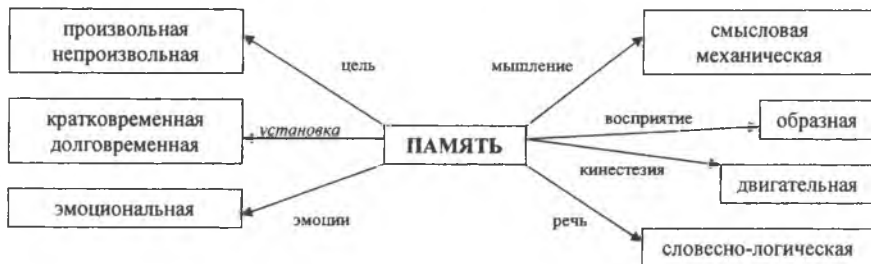 произвольная
непроизвольная
цель
кратковременная
долговременная
установка
эмоциональная
эмоции
ПАМЯТЬ
мышление
смысловая
механическая
восприятие
образная
кинестезия
двигательная
речь
словесно-логическая